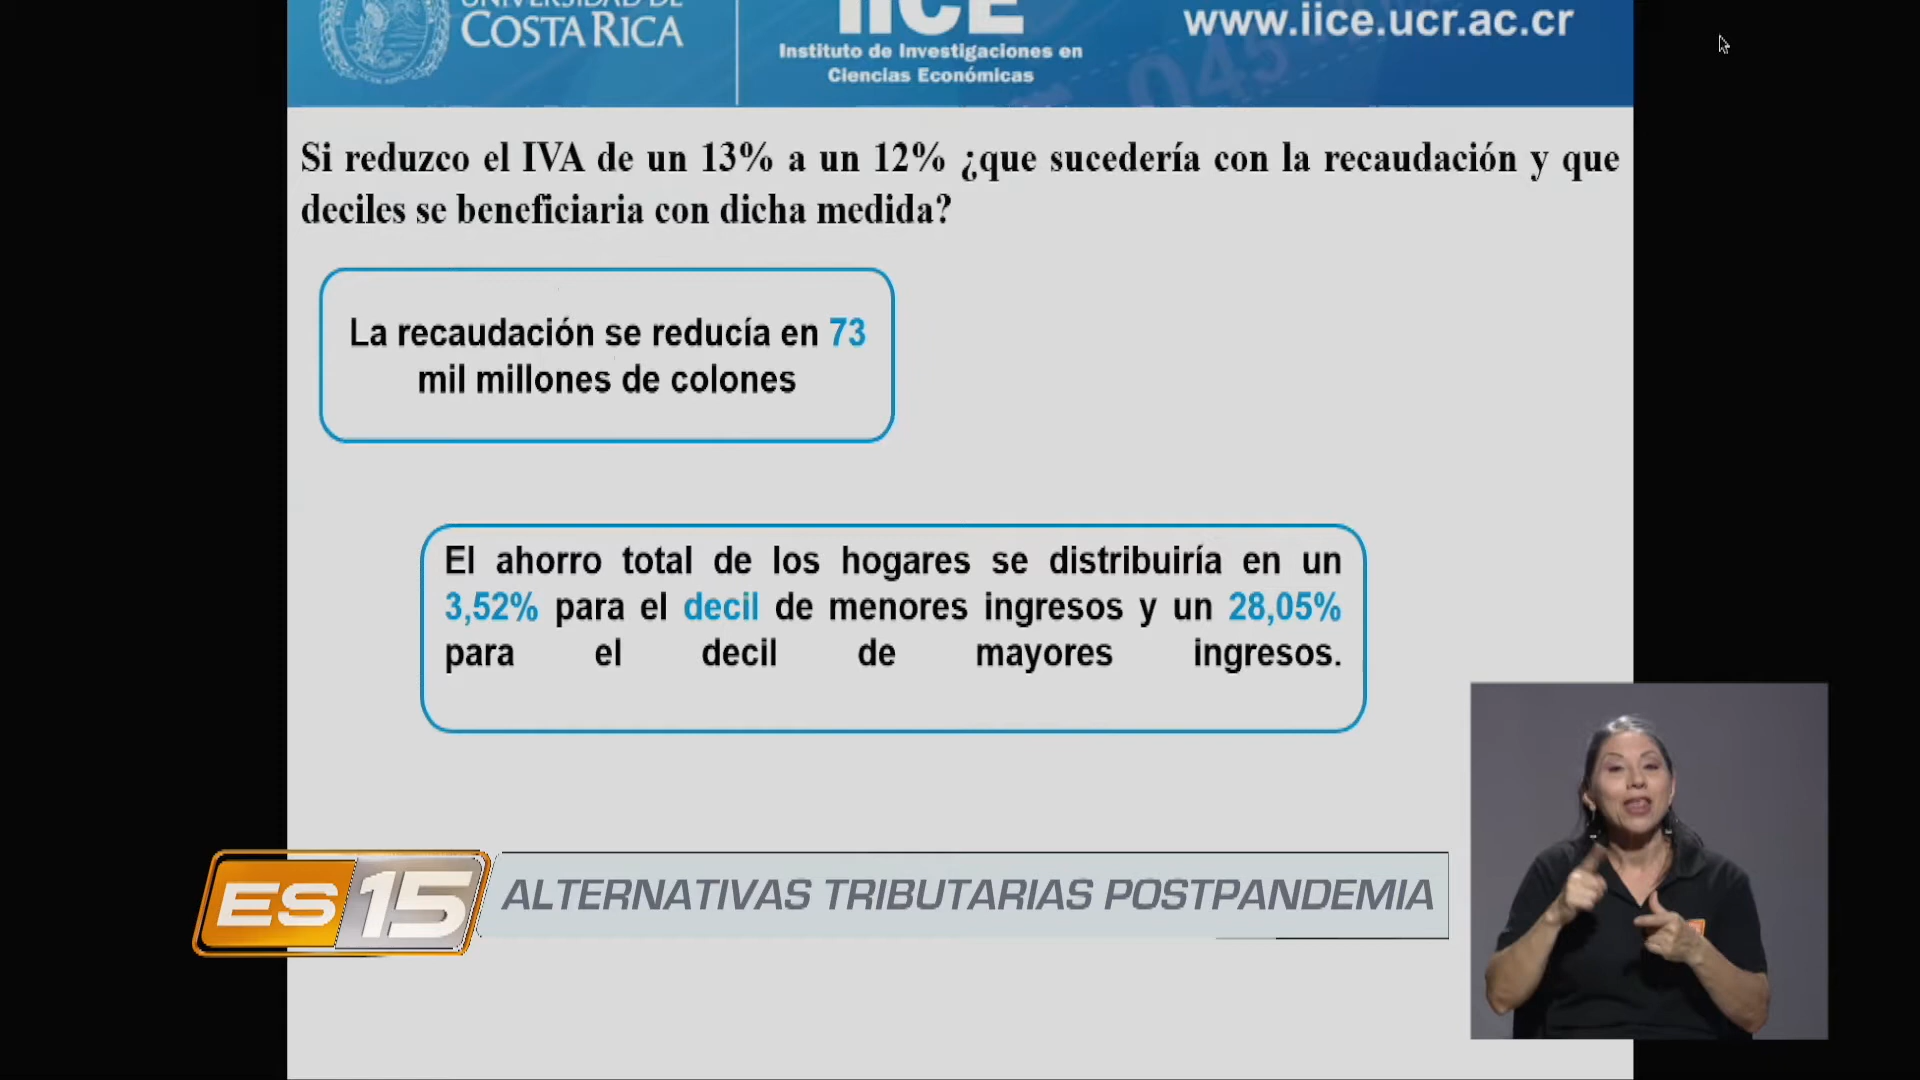 UNIVERSIDAD DE
COSTA RICA
IICE
Instituto de Investigaciones en
Ciencias Económicas
www.iice.ucr.ac.cr
045
Si reduzco el IVA de un 13% a un 12% ¿que sucedería con la recaudación y que
deciles se beneficiaria con dicha medida?
La recaudación se reducía en 73
mil millones de colones
El ahorro total de los hogares se distribuiría en un
3,52% para el decil de menores ingresos y un 28,05%
para el decil de mayores ingresos.
ES15
ALTERNATIVAS TRIBUTARIAS POSTPANDEMIA